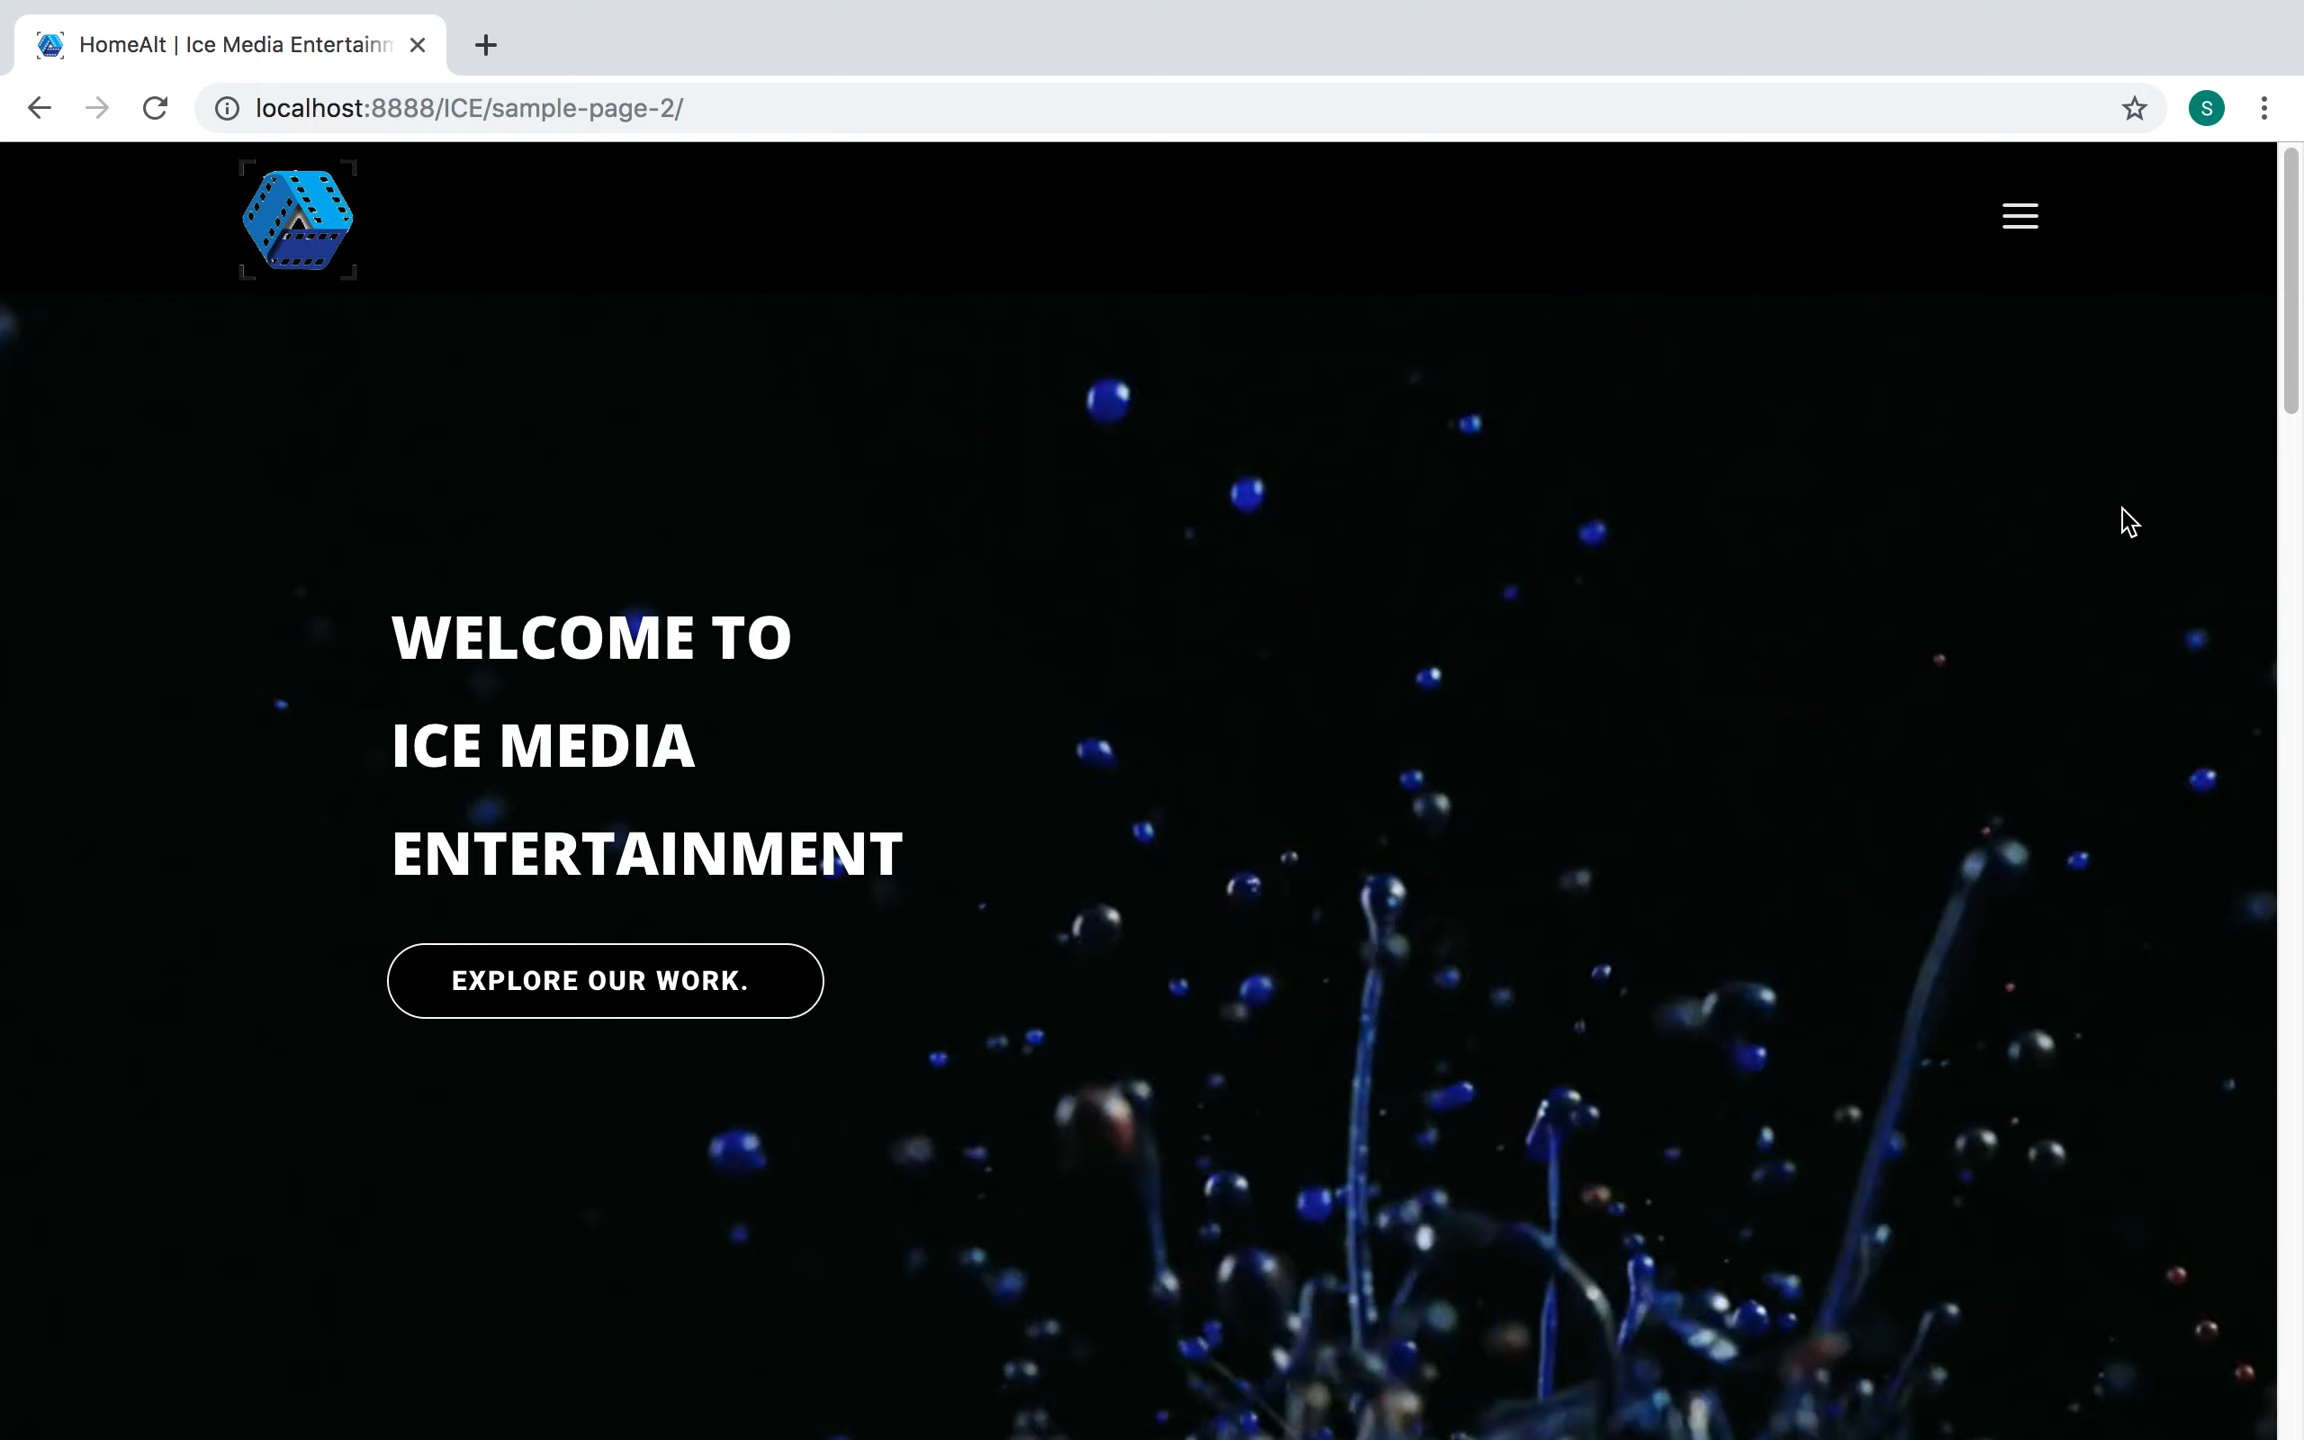 HomeAlt | Ice Media Entertainm
localhost:8888/ICE/sample-page-2/
S
WELCOME TO
ICE MEDIA
ENTERTAINMENT
EXPLORE OUR WORK.